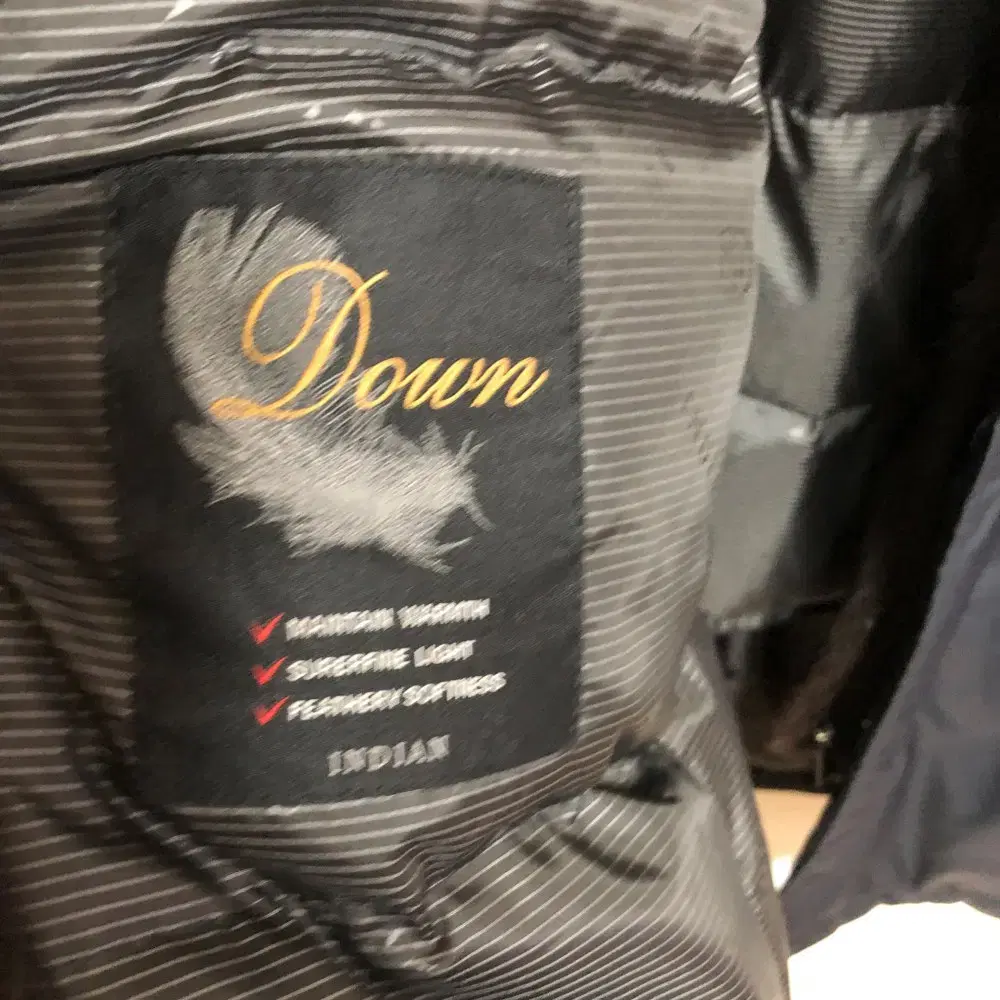 Down
MAINTAIN WARMTH
SUPERFINE LIGHT
FEATHERY SOFTNESS
INDIAN